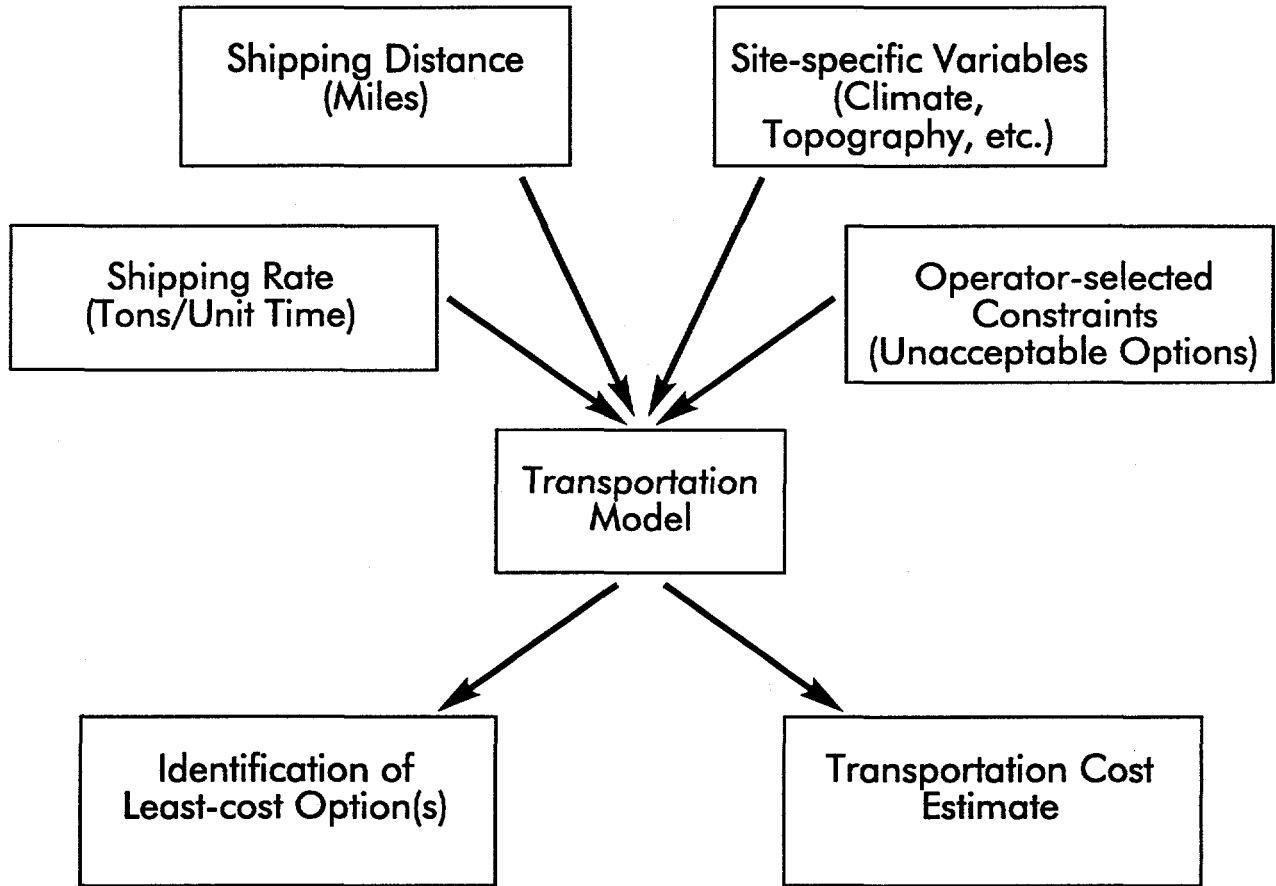 Shipping Distance
(Miles)
Site-specific Variables
(Climate,
Topography, etc.)
Shipping Rate
(Tons/Unit Time)
Operator-selected
Constraints
(Unacceptable Options)
Transportation
Model
Identification of
Least-cost Option(s)
Transportation Cost
Estimate